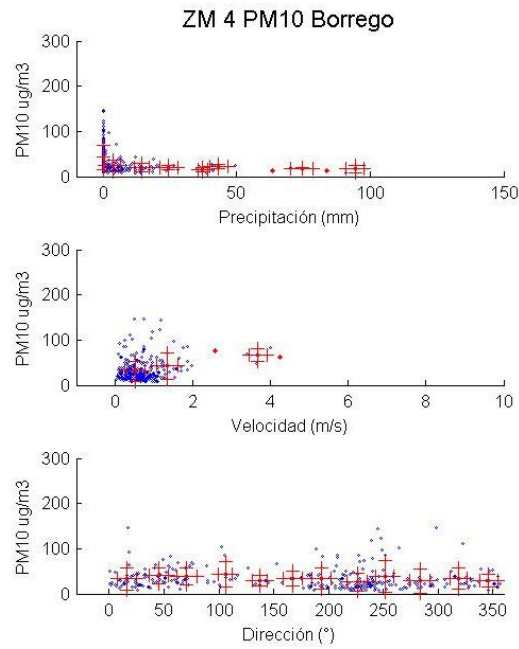 ZM 4 PM10 Borrego
300
200
100
0
PM10 ug/m3
0 50 100 150
Precipitación (mm)
300
200
100
0
PM10 ug/m3
0 2 4 6 8 10
Velocidad (m/s)
300
200
100
0
PM10 ug/m3
0 50 100 150 200 250 300 350
Dirección (°)